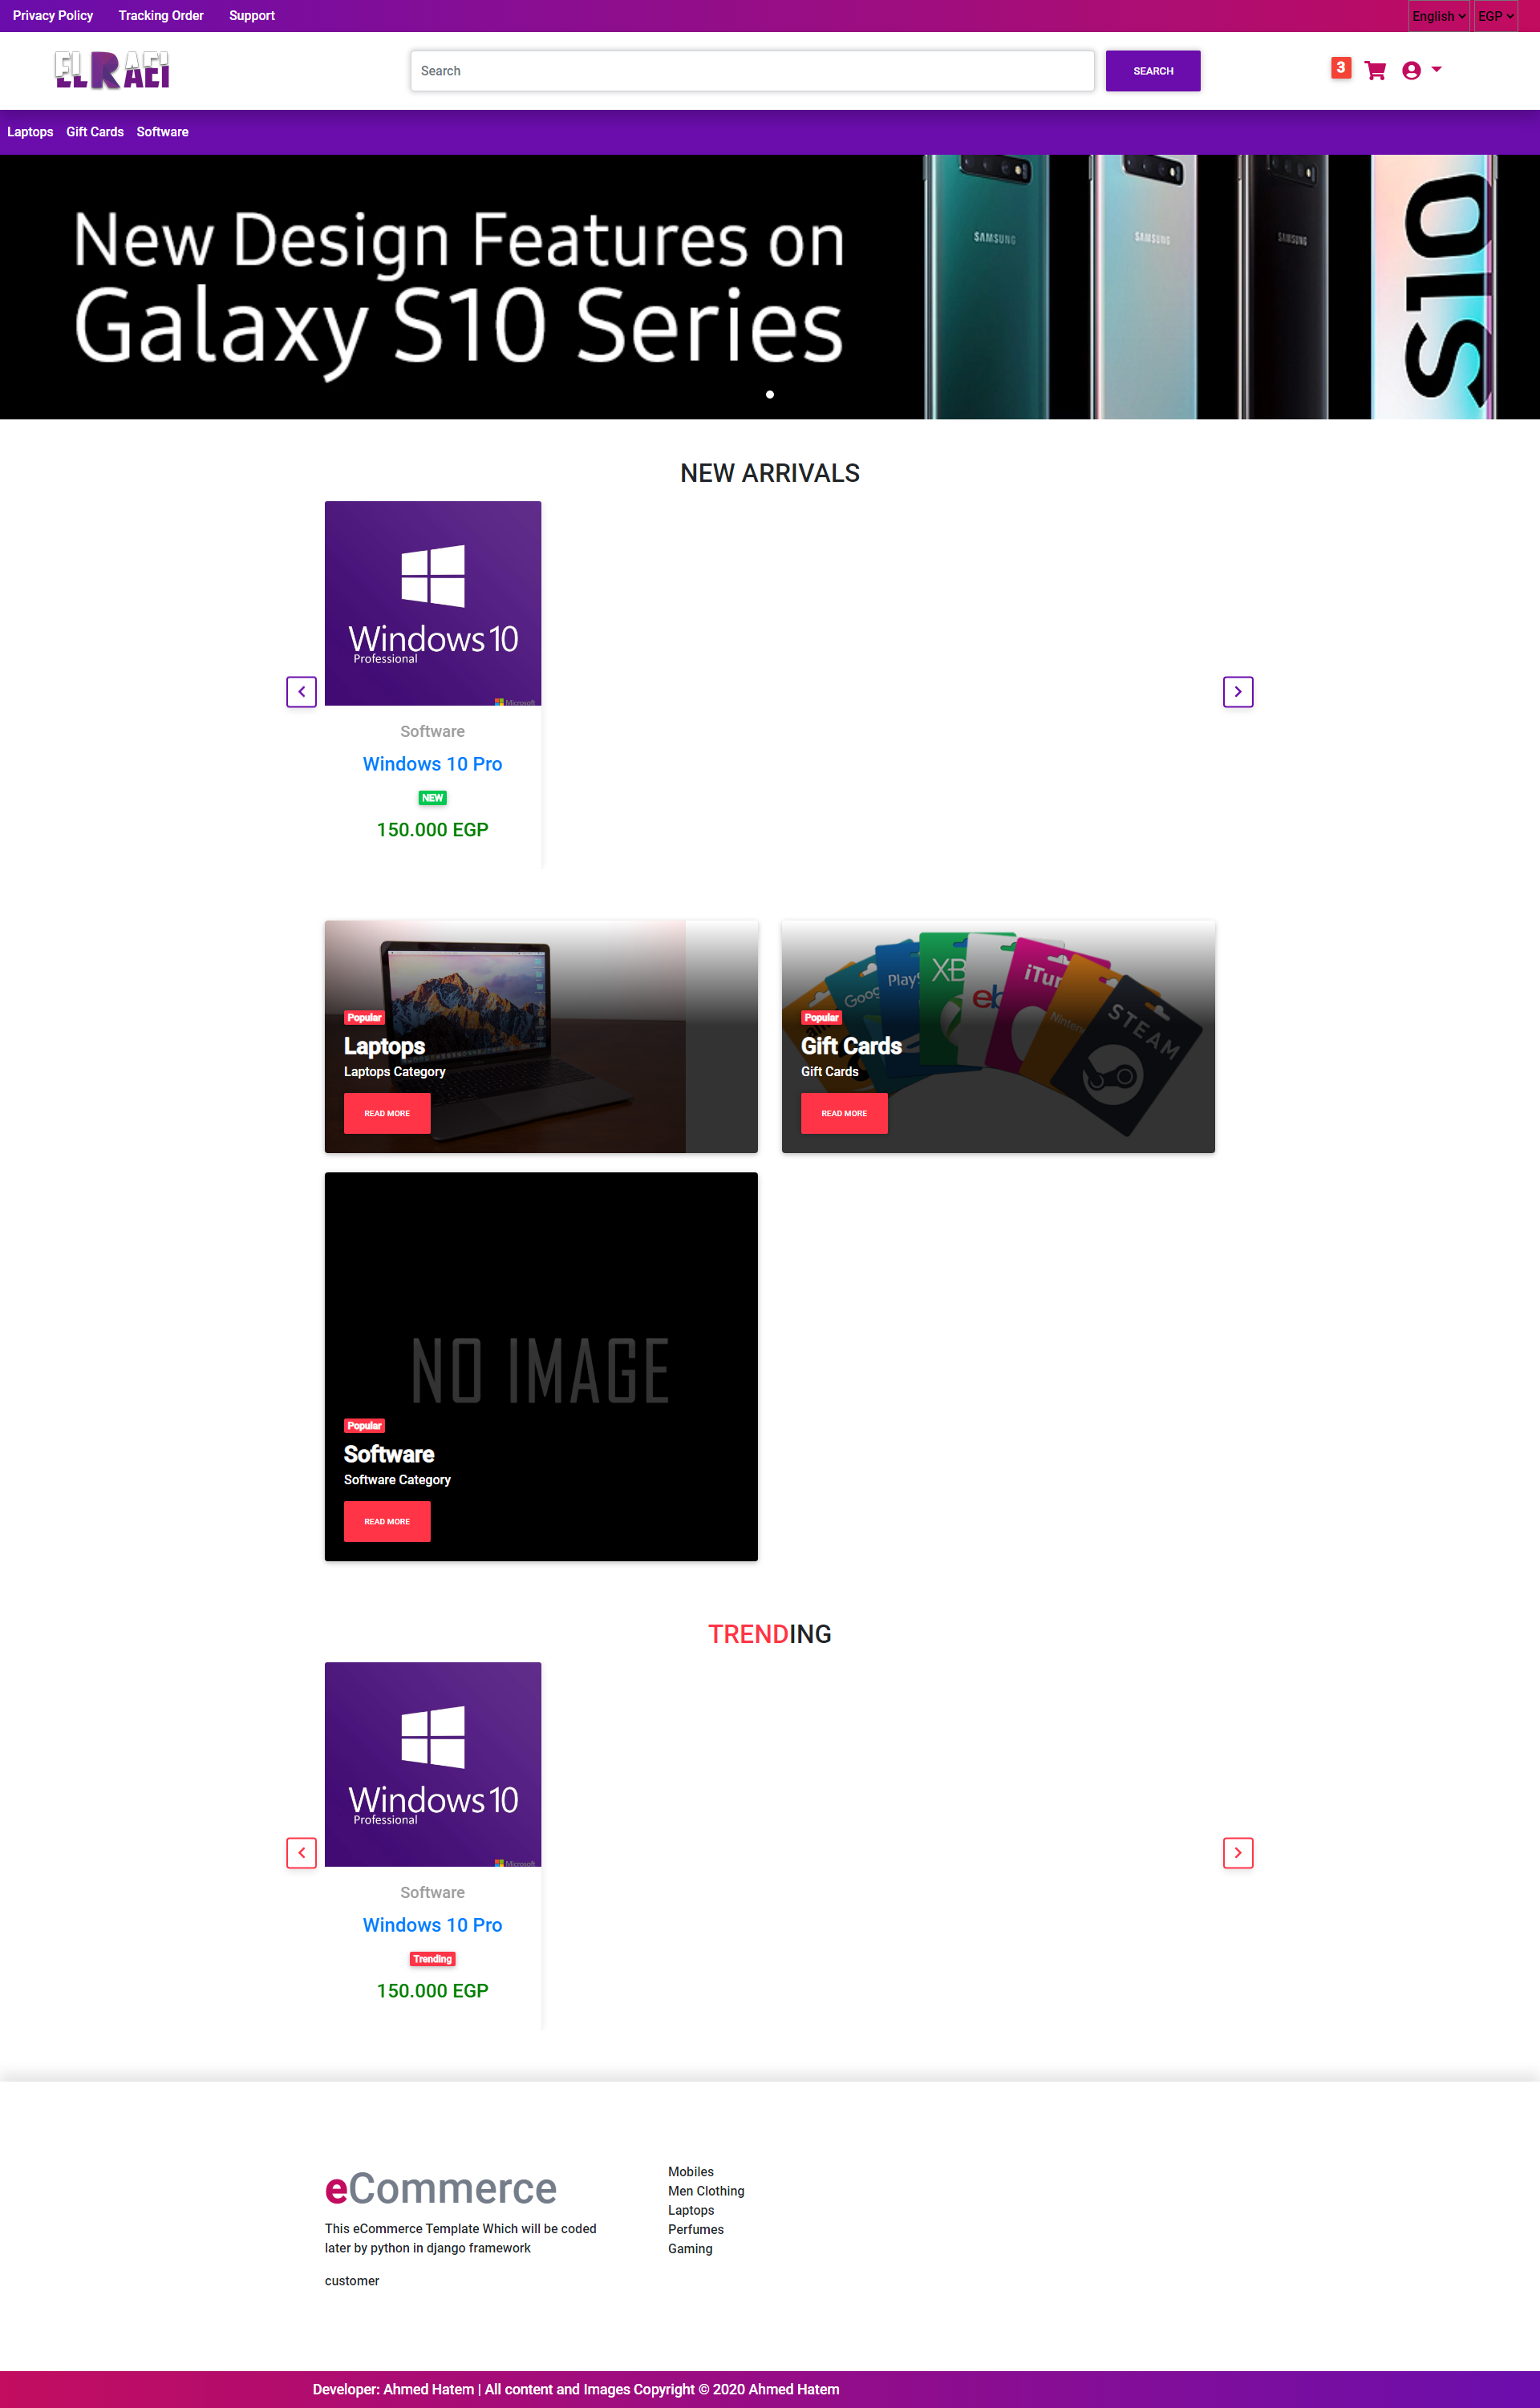 Privacy Policy Tracking Order Support English EGP
EL RAEI Search SEARCH 3
Laptops Gift Cards Software
New Design Features on
Galaxy S10 Series
SAMSUNG SAMSUNG SAMSUNG
S10
NEW ARRIVALS
Windows 10
Professional
Microsoft
Software
Windows 10 Pro
NEW
150.000 EGP
Popular
Laptops
Laptops Category
READ MORE
STEAM
Popular
Gift Cards
Gift Cards
READ MORE
NO IMAGE
Popular
Software
Software Category
READ MORE
TRENDING
Windows 10
Professional
Microsoft
Software
Windows 10 Pro
Trending
150.000 EGP
eCommerce
This eCommerce Template Which will be coded
later by python in django framework
customer
Mobiles
Men Clothing
Laptops
Perfumes
Gaming
Developer: Ahmed Hatem | All content and Images Copyright © 2020 Ahmed Hatem